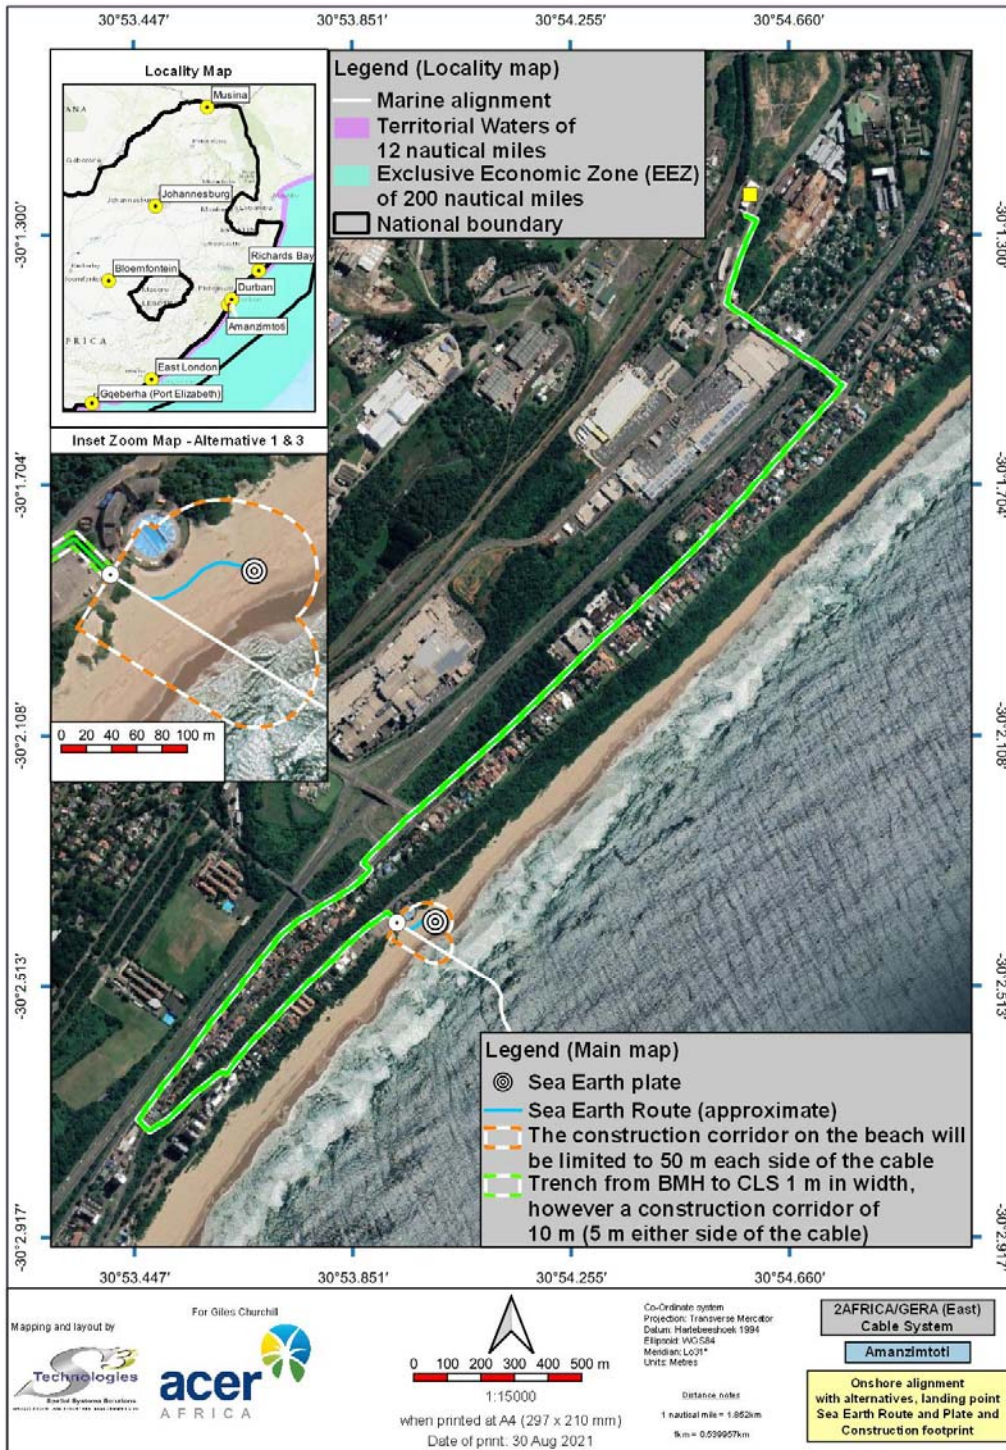 30°53.447' 30°53.851' 30°54.255' 30°54.660'
Locality Map
Musina
Johannesburg
Bloemfontein
Richards Bay
Durban
Amanzimtoti
East London
Gqeberha (Port Elizabeth)
Legend (Locality map)
Marine alignment
Territorial Waters of
12 nautical miles
Exclusive Economic Zone (EEZ)
of 200 nautical miles
National boundary
-30°1.300' -30°1.300'
Inset Zoom Map - Alternative 1 & 3
-30°1.704' -30°1.704'
0 20 40 60 80 100 m
-30°2.108' -30°2.108'
-30°2.513' -30°2.513'
Legend (Main map)
Sea Earth plate
Sea Earth Route (approximate)
The construction corridor on the beach will
be limited to 50 m each side of the cable
Trench from BMH to CLS 1 m in width,
however a construction corridor of
10 m (5 m either side of the cable)
-30°2.917' -30°2.917'
30°53.447' 30°53.851' 30°54.255' 30°54.660'
Mapping and layout by
S3
Technologies
Spatial Systems Solutions
For Giles Churchill
acer
AFRICA
0 100 200 300 400 500 m
1:15000
when printed at A4 (297 x 210 mm)
Date of print: 30 Aug 2021
Co-Ordinate system
Projection: Transverse Mercator
Datum: Hartebeeshoek 1994
Ellipsoid: WGS84
Meridian: Lo31°
Units: Metres
Distance notes
1 nautical mile = 1.852km
1km = 0.539957km
2AFRICA/GERA (East)
Cable System
Amanzimtoti
Onshore alignment
with alternatives, landing point
Sea Earth Route and Plate and
Construction footprint